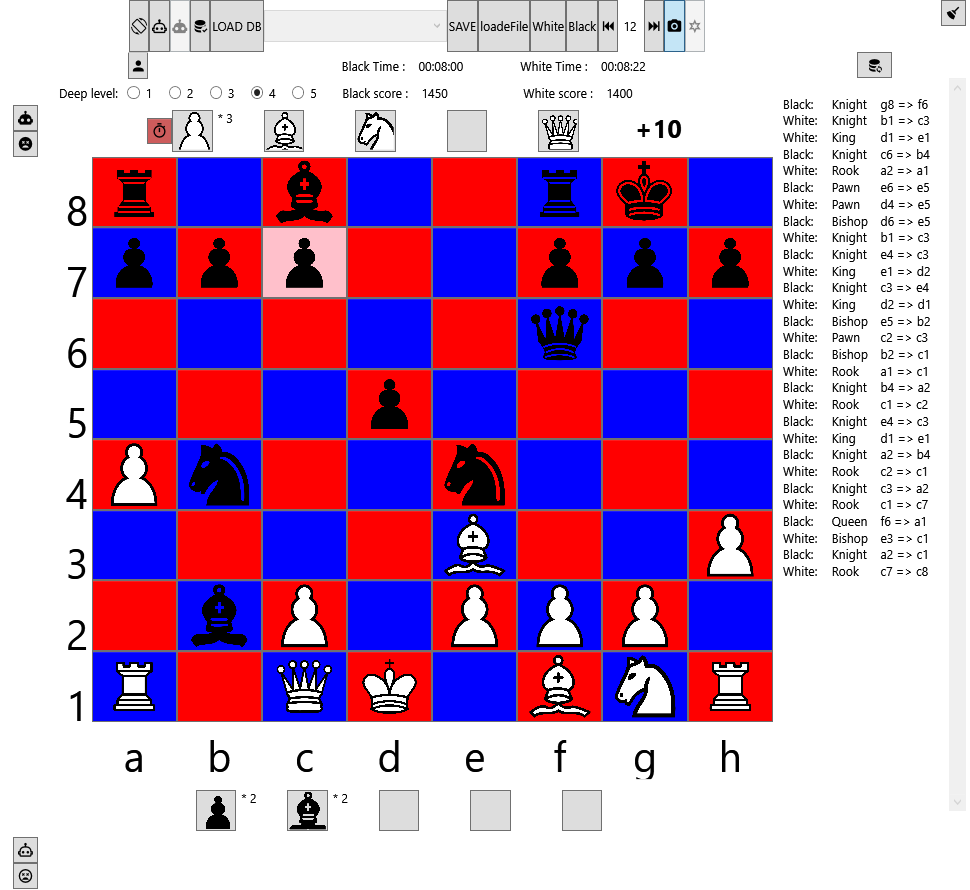 LOAD DB SAVE loadeFile White Black 12
Black Time : 00:08:00 White Time : 00:08:22
Deep level: 1 2 3 4 5 Black score : 1450 White score : 1400
* 3 +10
8
7
6
5
4
3
2
1
a b c d e f g h
* 2 * 2
Black: Knight g8 => f6
White: Knight b1 => c3
White: King d1 => e1
Black: Knight c6 => b4
White: Rook a2 => a1
Black: Pawn e6 => e5
White: Pawn d4 => e5
Black: Bishop d6 => e5
White: Knight b1 => c3
Black: Knight e4 => c3
White: King e1 => d2
Black: Knight c3 => e4
White: King d2 => d1
Black: Bishop e5 => b2
White: Pawn c2 => c3
Black: Bishop b2 => c1
White: Rook a1 => c1
Black: Knight b4 => a2
White: Rook c1 => c2
Black: Knight e4 => c3
White: King d1 => e1
Black: Knight a2 => b4
White: Rook c2 => c1
Black: Knight c3 => a2
White: Rook c1 => c7
Black: Queen f6 => a1
White: Bishop e3 => c1
Black: Knight a2 => c1
White: Rook c7 => c8